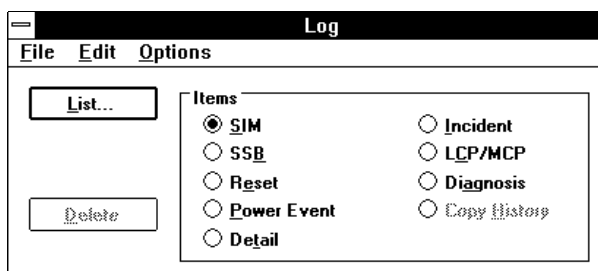 Log
File Edit Options
List...
Items
SIM
Incident
SSB
LCP/MCP
Reset
Diagnosis
Delete
Power Event
Copy History
Detail